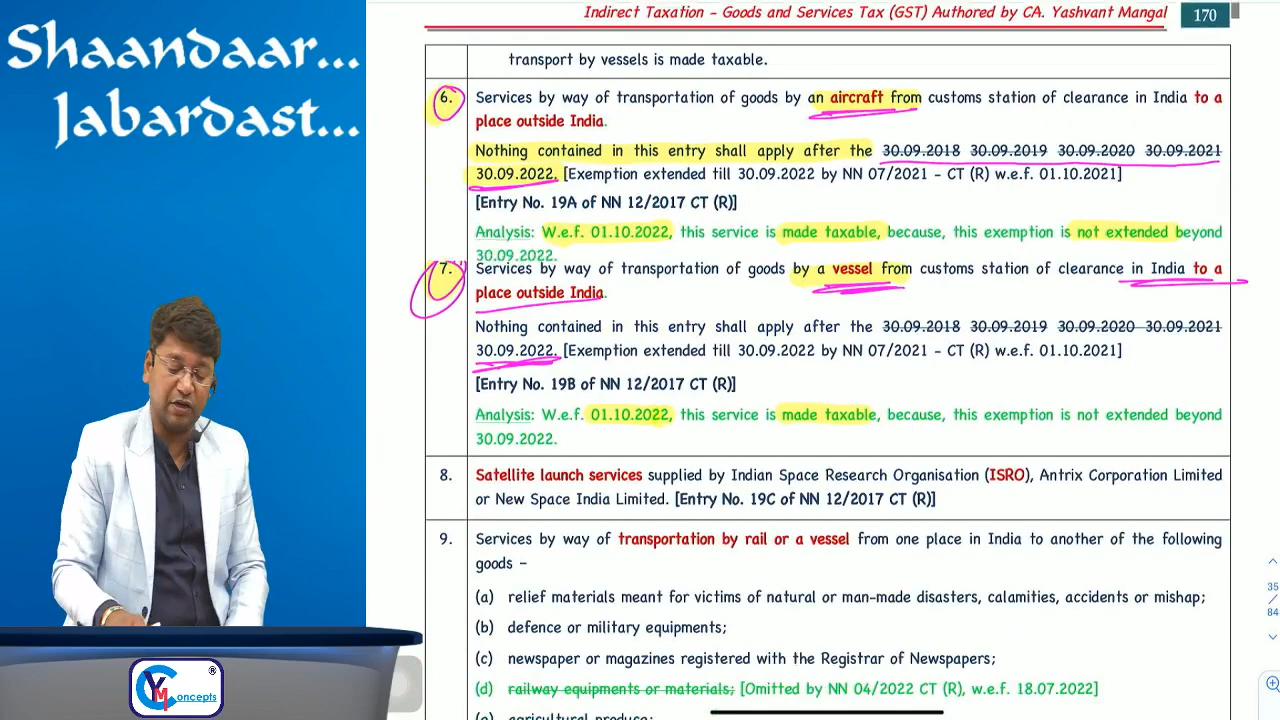 Shaandaar...
Jabardast...
Indirect Taxation – Goods and Services Tax (GST) Authored by CA. Yashvant Mangal
170
transport by vessels is made taxable.
6. Services by way of transportation of goods by an aircraft from customs station of clearance in India to a
place outside India.
Nothing contained in this entry shall apply after the 30.09.2018 30.09.2019 30.09.2020 30.09.2021
30.09.2022. [Exemption extended till 30.09.2022 by NN 07/2021 – CT (R) w.e.f. 01.10.2021]
[Entry No. 19A of NN 12/2017 CT (R)]
Analysis: W.e.f. 01.10.2022, this service is made taxable, because, this exemption is not extended beyond
30.09.2022.
7. Services by way of transportation of goods by a vessel from customs station of clearance in India to a
place outside India.
Nothing contained in this entry shall apply after the 30.09.2018 30.09.2019 30.09.2020 30.09.2021
30.09.2022. [Exemption extended till 30.09.2022 by NN 07/2021 – CT (R) w.e.f. 01.10.2021]
[Entry No. 19B of NN 12/2017 CT (R)]
Analysis: W.e.f. 01.10.2022, this service is made taxable, because, this exemption is not extended beyond
30.09.2022.
8. Satellite launch services supplied by Indian Space Research Organisation (ISRO), Antrix Corporation Limited
or New Space India Limited. [Entry No. 19C of NN 12/2017 CT (R)]
9. Services by way of transportation by rail or a vessel from one place in India to another of the following
goods –
(a) relief materials meant for victims of natural or man-made disasters, calamities, accidents or mishap;
(b) defence or military equipments;
(c) newspaper or magazines registered with the Registrar of Newspapers;
(d) railway equipments or materials; [Omitted by NN 04/2022 CT (R), w.e.f. 18.07.2022]
(e) agricultural produce;
35
/
84
YM Concepts ®